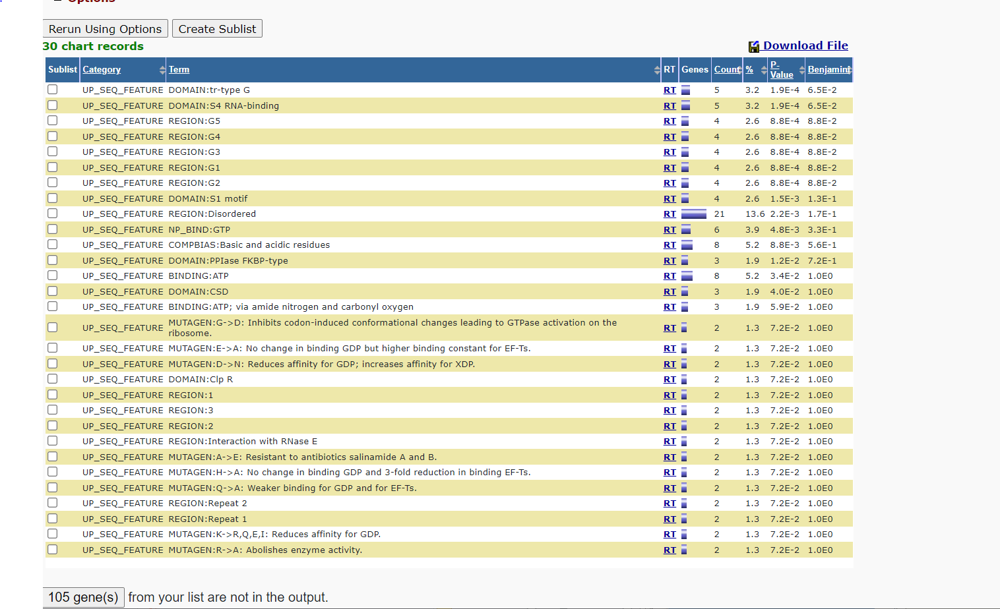 Options
Rerun Using Options Create Sublist
30 chart records
Download File
Sublist Category Term RT Genes Count % P-Value Benjamini
UP_SEQ_FEATURE DOMAIN:tr-type G RT 5 3.2 1.9E-4 6.5E-2
UP_SEQ_FEATURE DOMAIN:S4 RNA-binding RT 5 3.2 1.9E-4 6.5E-2
UP_SEQ_FEATURE REGION:G5 RT 4 2.6 8.8E-4 8.8E-2
UP_SEQ_FEATURE REGION:G4 RT 4 2.6 8.8E-4 8.8E-2
UP_SEQ_FEATURE REGION:G3 RT 4 2.6 8.8E-4 8.8E-2
UP_SEQ_FEATURE REGION:G1 RT 4 2.6 8.8E-4 8.8E-2
UP_SEQ_FEATURE REGION:G2 RT 4 2.6 8.8E-4 8.8E-2
UP_SEQ_FEATURE DOMAIN:S1 motif RT 4 2.6 1.5E-3 1.3E-1
UP_SEQ_FEATURE REGION:Disordered RT 21 13.6 2.2E-3 1.7E-1
UP_SEQ_FEATURE NP_BIND:GTP RT 6 3.9 4.8E-3 3.3E-1
UP_SEQ_FEATURE COMPBIAS:Basic and acidic residues RT 8 5.2 8.8E-3 5.6E-1
UP_SEQ_FEATURE DOMAIN:PPIase FKBP-type RT 3 1.9 1.2E-2 7.2E-1
UP_SEQ_FEATURE BINDING:ATP RT 8 5.2 3.4E-2 1.0E0
UP_SEQ_FEATURE DOMAIN:CSD RT 3 1.9 4.0E-2 1.0E0
UP_SEQ_FEATURE BINDING:ATP; via amide nitrogen and carbonyl oxygen RT 3 1.9 5.9E-2 1.0E0
UP_SEQ_FEATURE MUTAGEN:G->D: Inhibits codon-induced conformational changes leading to GTPase activation on the
ribosome. RT 2 1.3 7.2E-2 1.0E0
UP_SEQ_FEATURE MUTAGEN:E->A: No change in binding GDP but higher binding constant for EF-Ts. RT 2 1.3 7.2E-2 1.0E0
UP_SEQ_FEATURE MUTAGEN:D->N: Reduces affinity for GDP; increases affinity for XDP. RT 2 1.3 7.2E-2 1.0E0
UP_SEQ_FEATURE DOMAIN:Clp R RT 2 1.3 7.2E-2 1.0E0
UP_SEQ_FEATURE REGION:1 RT 2 1.3 7.2E-2 1.0E0
UP_SEQ_FEATURE REGION:3 RT 2 1.3 7.2E-2 1.0E0
UP_SEQ_FEATURE REGION:2 RT 2 1.3 7.2E-2 1.0E0
UP_SEQ_FEATURE REGION:Interaction with RNase E RT 2 1.3 7.2E-2 1.0E0
UP_SEQ_FEATURE MUTAGEN:A->E: Resistant to antibiotics salinamide A and B. RT 2 1.3 7.2E-2 1.0E0
UP_SEQ_FEATURE MUTAGEN:H->A: No change in binding GDP and 3-fold reduction in binding EF-Ts. RT 2 1.3 7.2E-2 1.0E0
UP_SEQ_FEATURE MUTAGEN:Q->A: Weaker binding for GDP and for EF-Ts. RT 2 1.3 7.2E-2 1.0E0
UP_SEQ_FEATURE REGION:Repeat 2 RT 2 1.3 7.2E-2 1.0E0
UP_SEQ_FEATURE REGION:Repeat 1 RT 2 1.3 7.2E-2 1.0E0
UP_SEQ_FEATURE MUTAGEN:K->R,Q,E,I: Reduces affinity for GDP. RT 2 1.3 7.2E-2 1.0E0
UP_SEQ_FEATURE MUTAGEN:R->A: Abolishes enzyme activity. RT 2 1.3 7.2E-2 1.0E0
105 gene(s) from your list are not in the output.